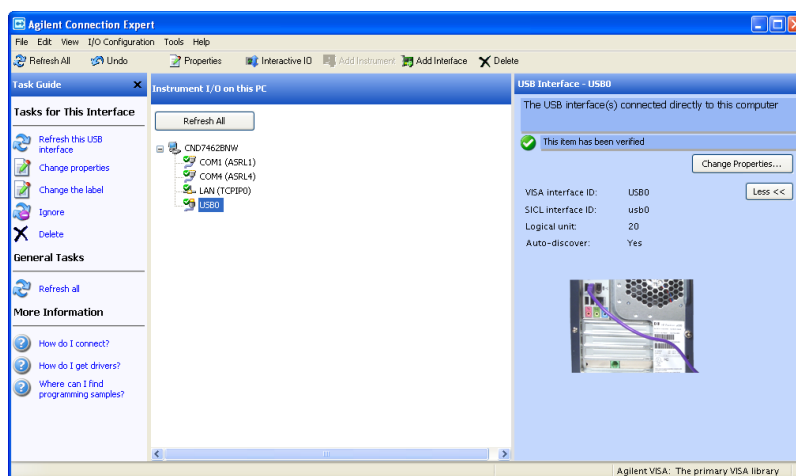 Agilent Connection Expert
File Edit View I/O Configuration Tools Help
Refresh All Undo Properties Interactive IO Add Instrument Add Interface Delete
Task Guide
Tasks for This Interface
Refresh this USB
interface
Change properties
Change the label
Ignore
Delete
General Tasks
Refresh all
More Information
How do I connect?
How do I get drivers?
Where can I find
programming samples?
Instrument I/O on this PC
Refresh All
CND7462BNW
COM1 (ASRL1)
COM4 (ASRL4)
LAN (TCPIP0)
USB0
USB Interface - USB0
The USB interface(s) connected directly to this computer
This item has been verified
Change Properties...
VISA interface ID: USB0
Less <<
SICL interface ID: usb0
Logical unit: 20
Auto-discover: Yes
Agilent VISA: The primary VISA library